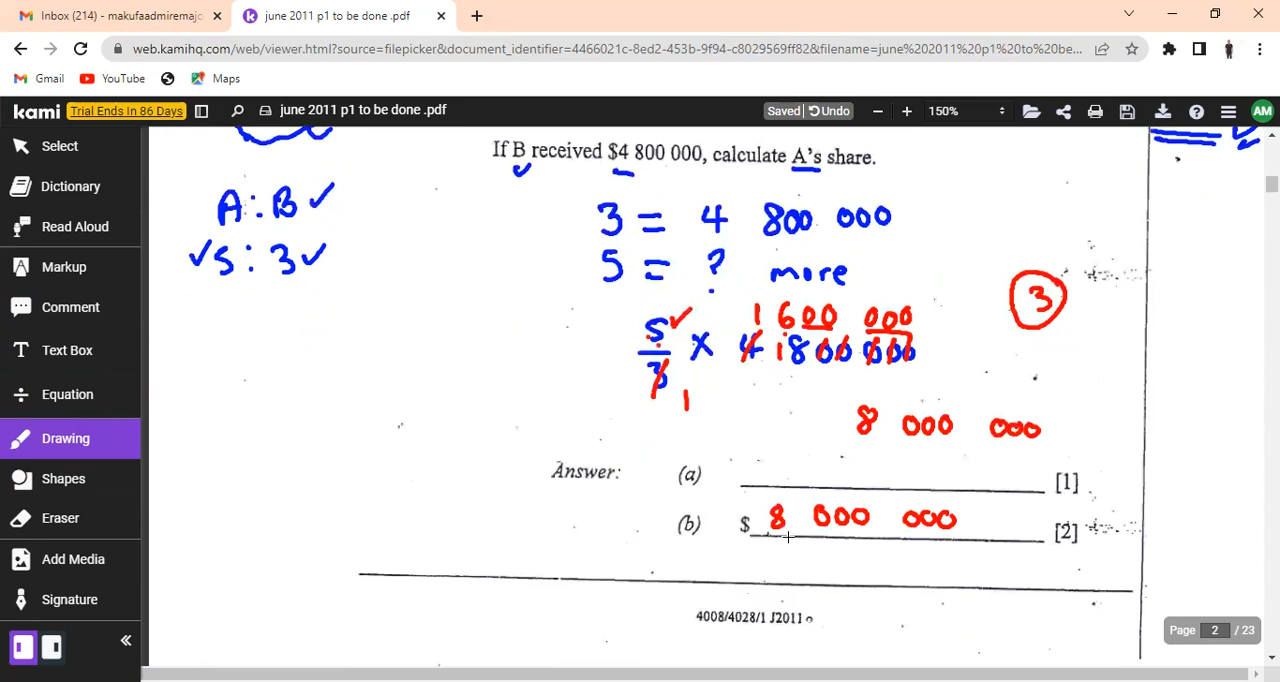 Inbox (214) - makufaadmiremajo
june 2011 p1 to be done .pdf
web.kamihq.com/web/viewer.html?source=filepicker&document_identifier=4466021c-8ed2-453b-9f94-c8029569ff82&filename=june%202011%20p1%20to%20be...
Gmail YouTube Maps
kami Trial Ends In 86 Days june 2011 p1 to be done .pdf Saved Undo 150% AM
Select
Dictionary
Read Aloud
Markup
Comment
Text Box
Equation
Drawing
Shapes
Eraser
Add Media
Signature
If B received $4 800 000, calculate A's share.
A : B
5 : 3
3 = 4 800 000
5 = ? more
3
1 600 000
5/3 × 4 1800 000
1
8 000 000
Answer: (a) [1]
(b) $ 8 000 000 [2]
4008/4028/1 J2011
Page 2 / 23